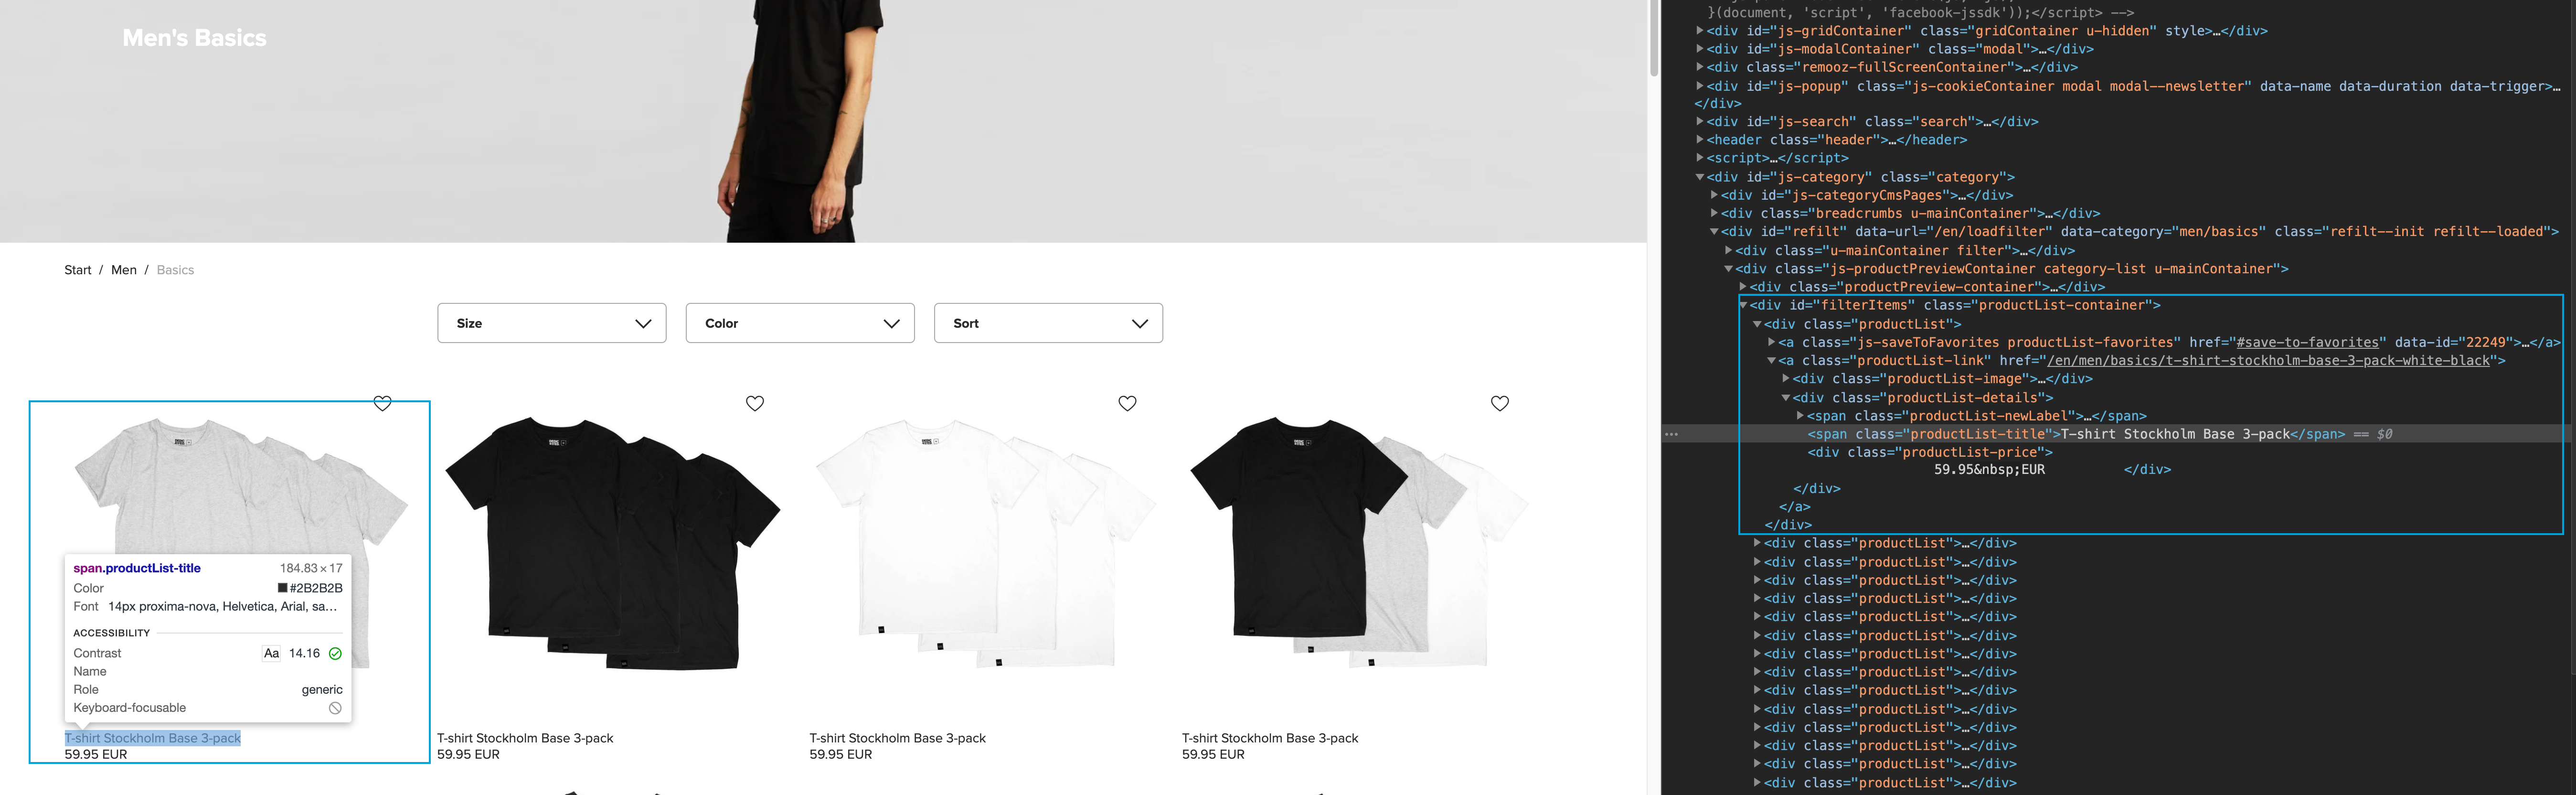 Men's Basics
Start / Men / Basics
Size
Color
Sort
span.productList-title 184.83 × 17
Color #2B2B2B
Font 14px proxima-nova, Helvetica, Arial, sa…
ACCESSIBILITY
Contrast Aa 14.16
Name
Role generic
Keyboard-focusable
T-shirt Stockholm Base 3-pack
59.95 EUR
T-shirt Stockholm Base 3-pack
59.95 EUR
T-shirt Stockholm Base 3-pack
59.95 EUR
T-shirt Stockholm Base 3-pack
59.95 EUR
}(document, 'script', 'facebook-jssdk'));</script> -->
<div id="js-gridContainer" class="gridContainer u-hidden" style>…</div>
<div id="js-modalContainer" class="modal">…</div>
<div class="remooz-fullScreenContainer">…</div>
<div id="js-popup" class="js-cookieContainer modal modal--newsletter" data-name data-duration data-trigger>…
</div>
<div id="js-search" class="search">…</div>
<header class="header">…</header>
<script>…</script>
<div id="js-category" class="category">
<div id="js-categoryCmsPages">…</div>
<div class="breadcrumbs u-mainContainer">…</div>
<div id="refilt" data-url="/en/loadfilter" data-category="men/basics" class="refilt--init refilt--loaded">
<div class="u-mainContainer filter">…</div>
<div class="js-productPreviewContainer category-list u-mainContainer">
<div class="productPreview-container">…</div>
<div id="filterItems" class="productList-container">
<div class="productList">
<a class="js-saveToFavorites productList-favorites" href="#save-to-favorites" data-id="22249">…</a>
<a class="productList-link" href="/en/men/basics/t-shirt-stockholm-base-3-pack-white-black">
<div class="productList-image">…</div>
<div class="productList-details">
<span class="productList-newLabel">…</span>
<span class="productList-title">T-shirt Stockholm Base 3-pack</span> == $0
<div class="productList-price">
59.95&nbsp;EUR </div>
</div>
</a>
</div>
<div class="productList">…</div>
<div class="productList">…</div>
<div class="productList">…</div>
<div class="productList">…</div>
<div class="productList">…</div>
<div class="productList">…</div>
<div class="productList">…</div>
<div class="productList">…</div>
<div class="productList">…</div>
<div class="productList">…</div>
<div class="productList">…</div>
<div class="productList">…</div>
<div class="productList">…</div>
<div class="productList">…</div>